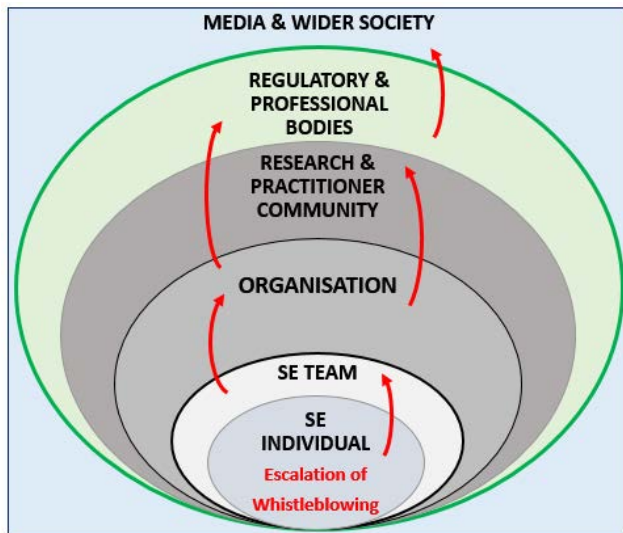 MEDIA & WIDER SOCIETY
REGULATORY &
PROFESSIONAL
BODIES
RESEARCH &
PRACTITIONER
COMMUNITY
ORGANISATION
SE TEAM
SE
INDIVIDUAL
Escalation of
Whistleblowing